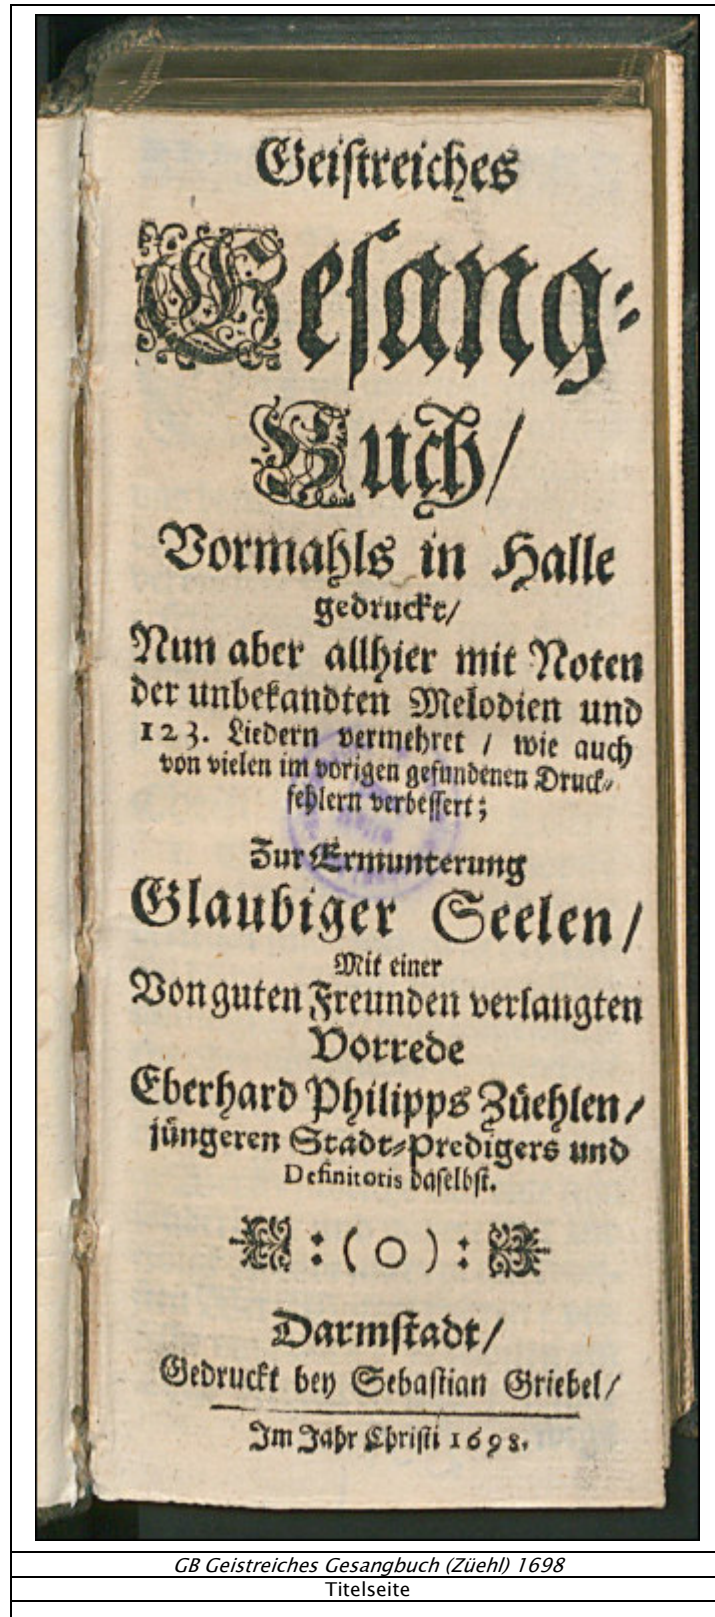 Geistreiches
Gesang-
Buch/
Vormahls in Halle
gedruckt/
Nun aber allhier mit Noten
der unbekandten Melodien und
123. Liedern vermehret / wie auch
von vielen im vorigen gefundenen Druck-
fehlern verbessert;
Zur Ermunterung
Glaubiger Seelen/
Mit einer
Von guten Freunden verlangten
Vorrede
Eberhard Philipps Züehlen/
jüngeren Stadt-Predigers und
Definitoris daselbst.
:( O ):
Darmstadt/
Gedruckt bey Sebastian Griebel/
Im Jahr Christi 1698.
GB Geistreiches Gesangbuch (Züehl) 1698
Titelseite